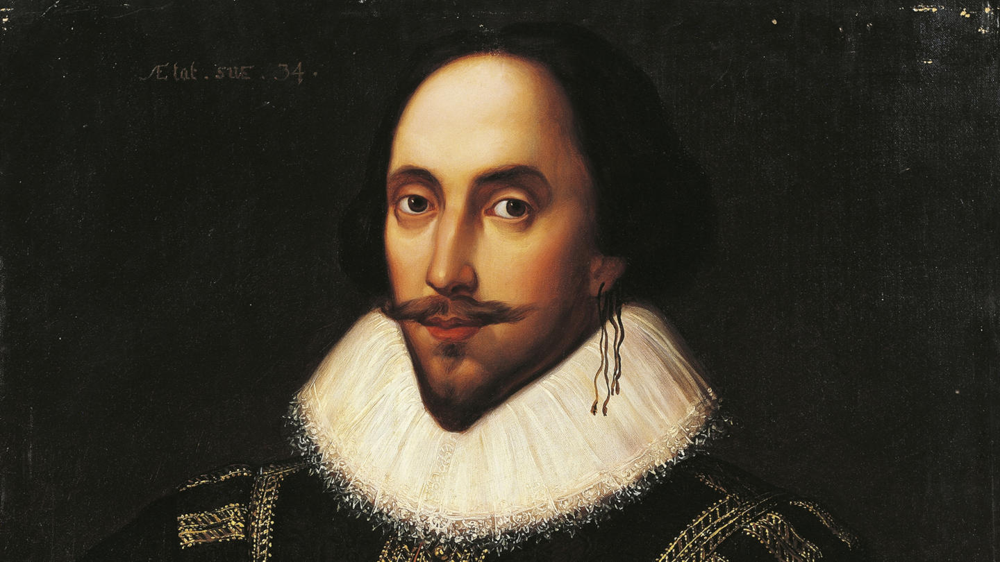 Ætat . suæ . 34 .